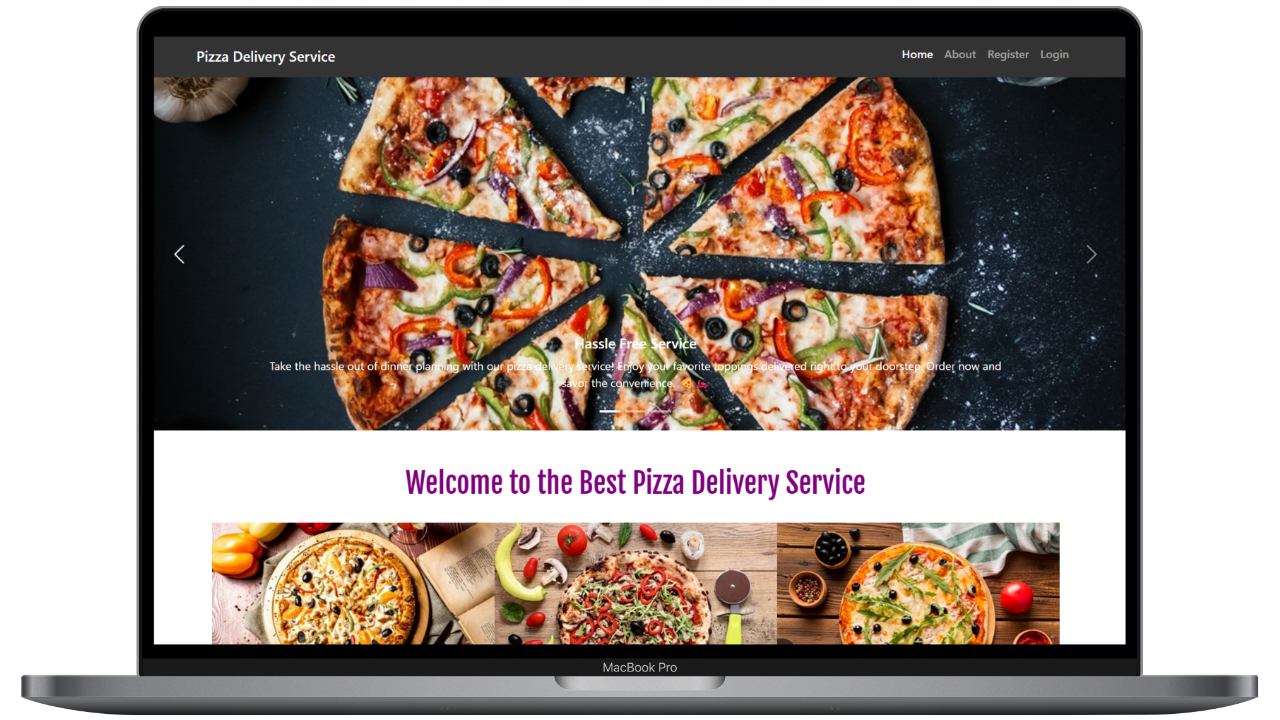 Pizza Delivery Service
Home About Register Login
Hassle Free Service
Take the hassle out of dinner planning with our pizza delivery service! Enjoy your favorite toppings delivered right to your doorstep. Order now and
savor the convenience. 🍕🛵
Welcome to the Best Pizza Delivery Service
MacBook Pro